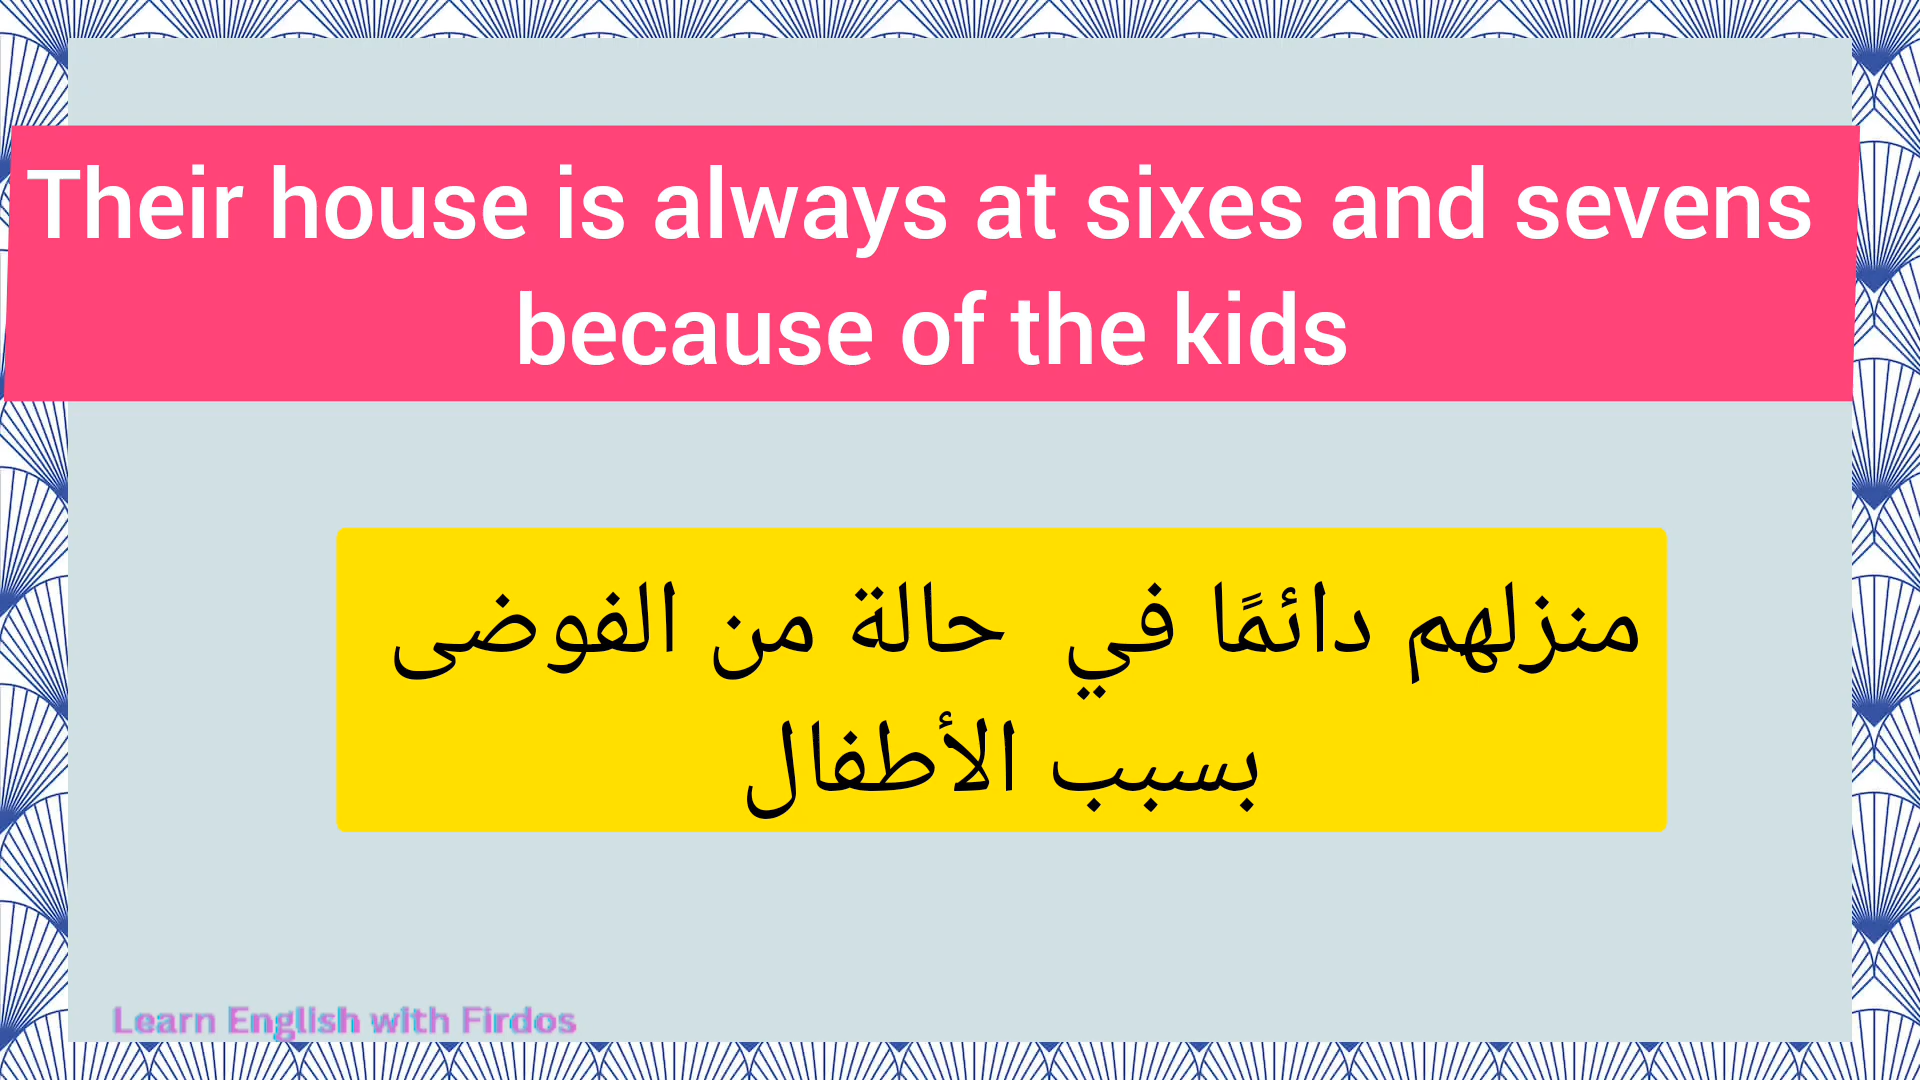 Their house is always at sixes and sevens
because of the kids
منزلهم دائمًا في حالة من الفوضى
بسبب الأطفال
Learn English with Firdos